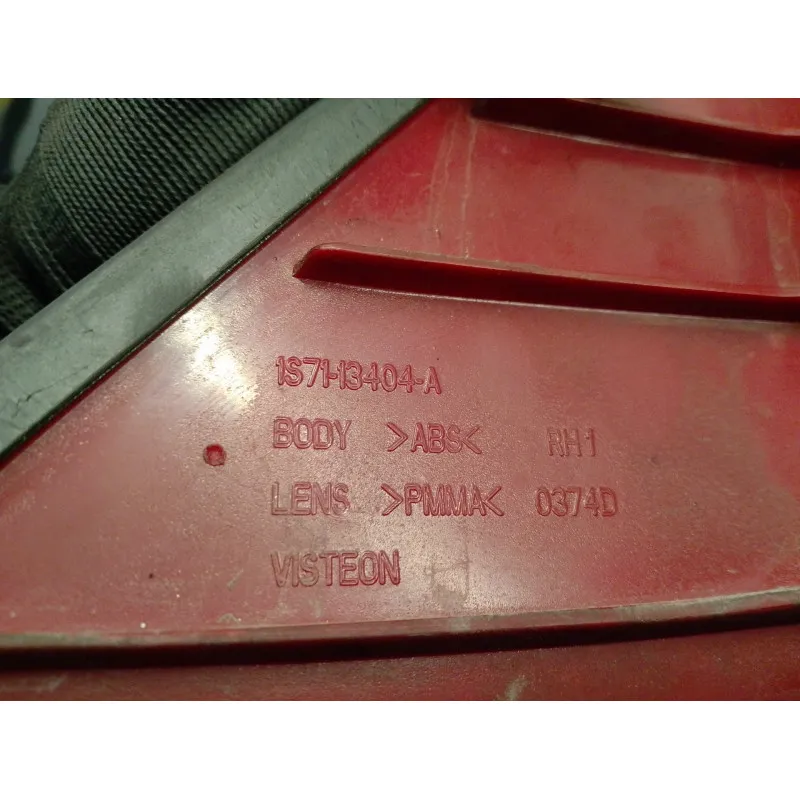 1S71-13404-A
BODY >ABS< RH1
LENS >PMMA< 0374D
VISTEON